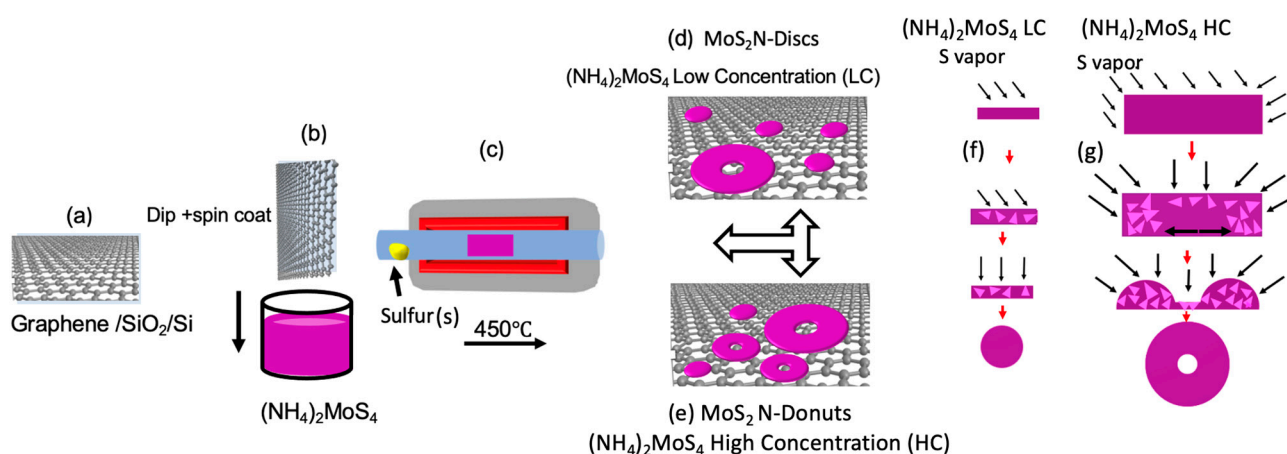 (a)
Graphene /SiO₂/Si
(b)
Dip +spin coat
(NH₄)₂MoS₄
(c)
Sulfur(s)
450℃
(d) MoS₂N-Discs
(NH₄)₂MoS₄ Low Concentration (LC)
(e) MoS₂ N-Donuts
(NH₄)₂MoS₄ High Concentration (HC)
(NH₄)₂MoS₄ LC
S vapor
(f)
(NH₄)₂MoS₄ HC
S vapor
(g)